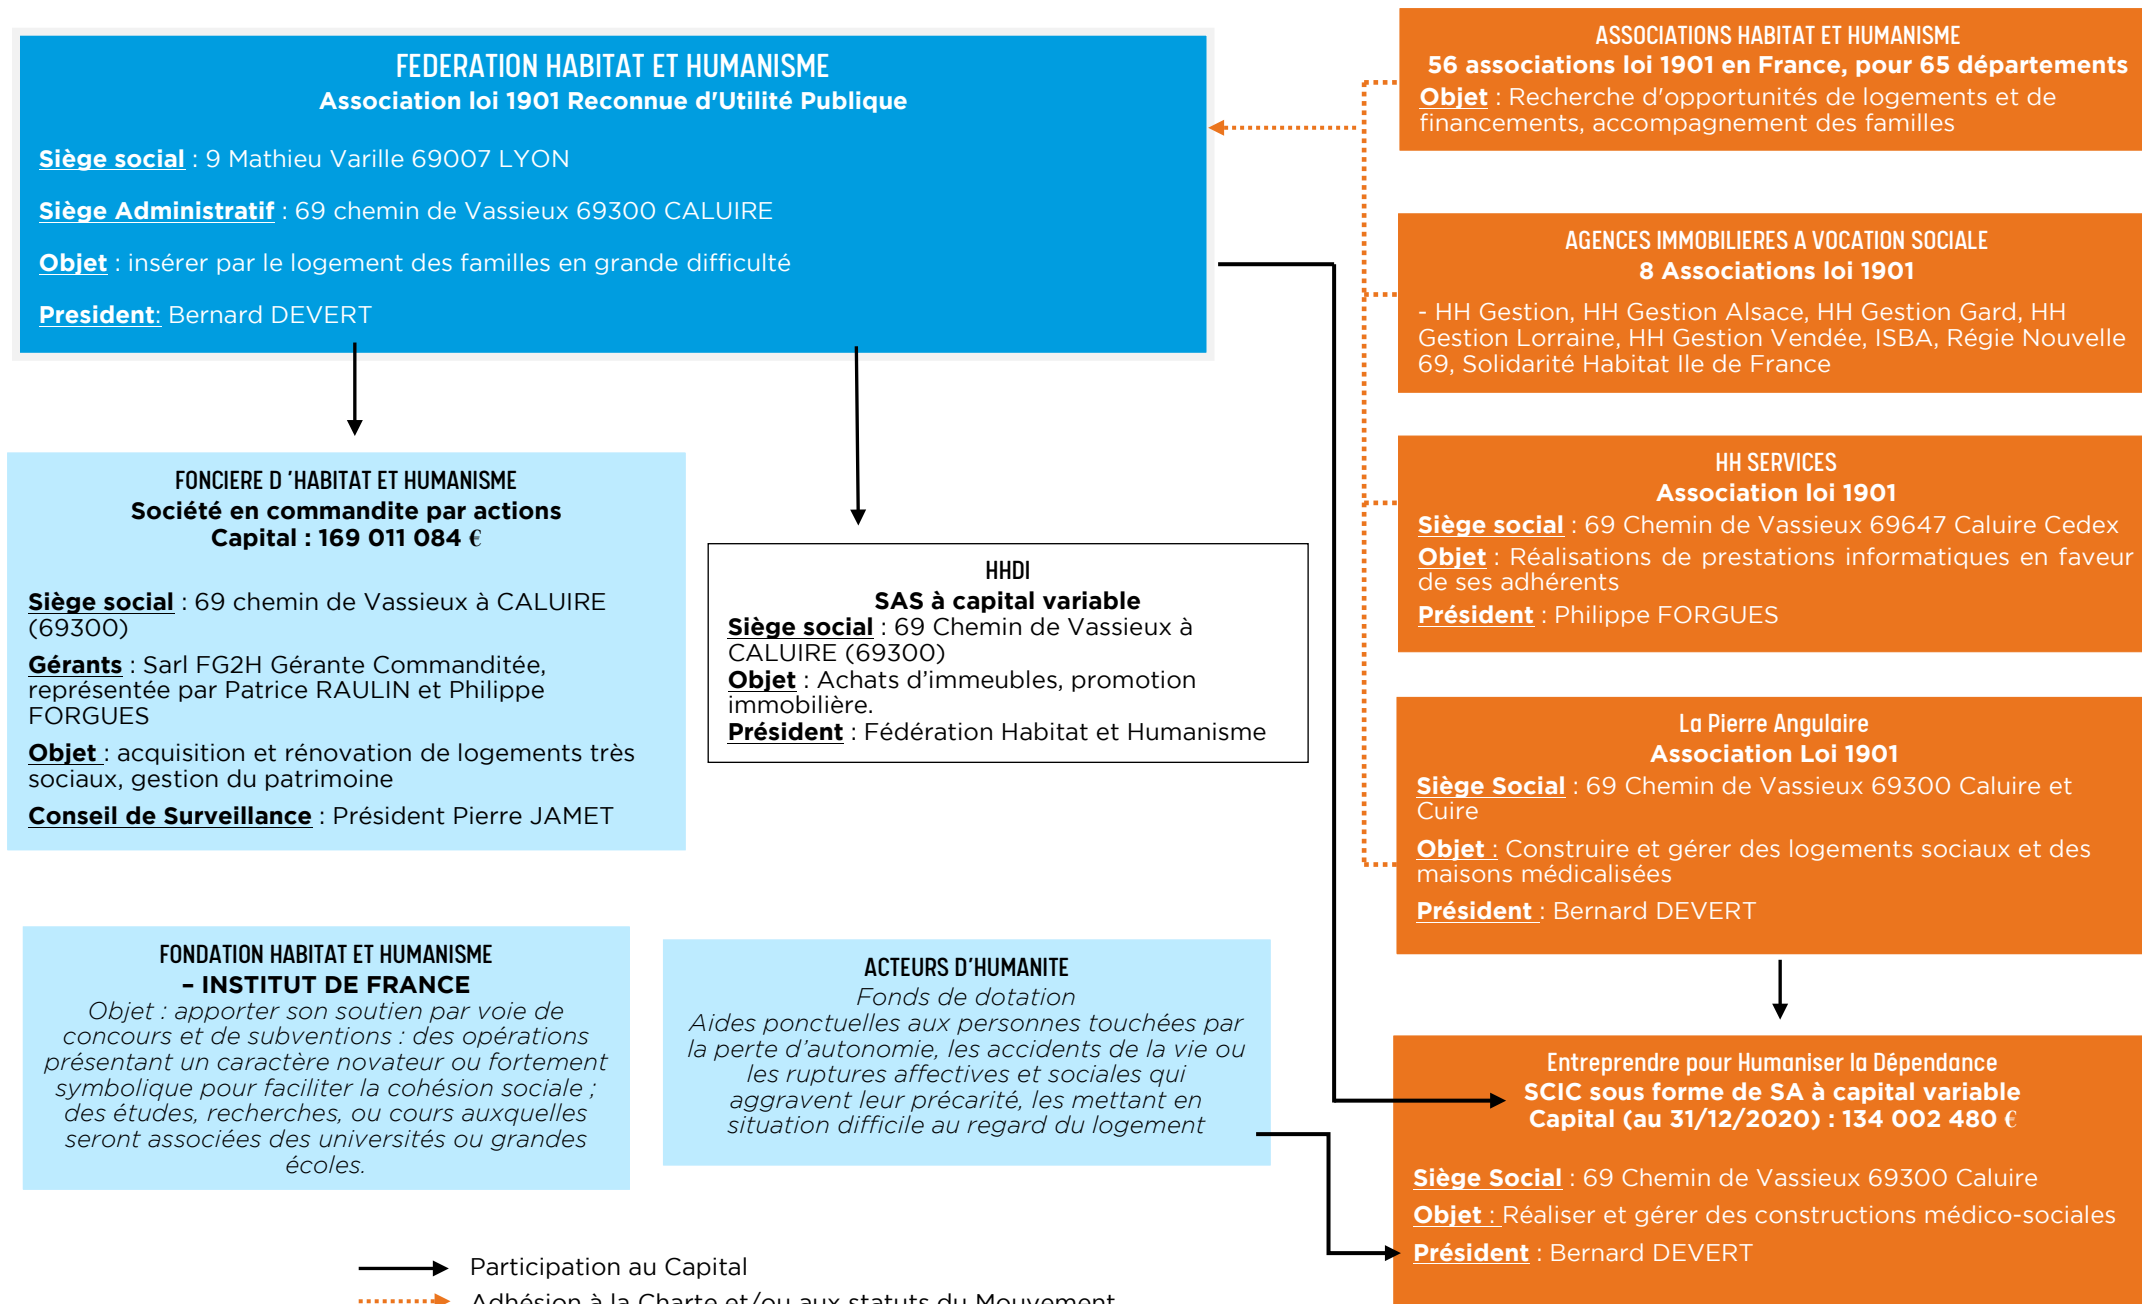 FEDERATION HABITAT ET HUMANISME
Association loi 1901 Reconnue d'Utilité Publique
Siège social : 9 Mathieu Varille 69007 LYON
Siège Administratif : 69 chemin de Vassieux 69300 CALUIRE
Objet : insérer par le logement des familles en grande difficulté
President: Bernard DEVERT
ASSOCIATIONS HABITAT ET HUMANISME
56 associations loi 1901 en France, pour 65 départements
Objet : Recherche d'opportunités de logements et de
financements, accompagnement des familles
AGENCES IMMOBILIERES A VOCATION SOCIALE
8 Associations loi 1901
- HH Gestion, HH Gestion Alsace, HH Gestion Gard, HH
Gestion Lorraine, HH Gestion Vendée, ISBA, Régie Nouvelle
69, Solidarité Habitat Ile de France
HH SERVICES
Association loi 1901
Siège social : 69 Chemin de Vassieux 69647 Caluire Cedex
Objet : Réalisations de prestations informatiques en faveur
de ses adhérents
Président : Philippe FORGUES
La Pierre Angulaire
Association Loi 1901
Siège Social : 69 Chemin de Vassieux 69300 Caluire et
Cuire
Objet : Construire et gérer des logements sociaux et des
maisons médicalisées
Président : Bernard DEVERT
FONCIERE D 'HABITAT ET HUMANISME
Société en commandite par actions
Capital : 169 011 084 €
Siège social : 69 chemin de Vassieux à CALUIRE
(69300)
Gérants : Sarl FG2H Gérante Commanditée,
représentée par Patrice RAULIN et Philippe
FORGUES
Objet : acquisition et rénovation de logements très
sociaux, gestion du patrimoine
Conseil de Surveillance : Président Pierre JAMET
HHDI
SAS à capital variable
Siège social : 69 Chemin de Vassieux à
CALUIRE (69300)
Objet : Achats d’immeubles, promotion
immobilière.
Président : Fédération Habitat et Humanisme
FONDATION HABITAT ET HUMANISME
– INSTITUT DE FRANCE
Objet : apporter son soutien par voie de
concours et de subventions : des opérations
présentant un caractère novateur ou fortement
symbolique pour faciliter la cohésion sociale ;
des études, recherches, ou cours auxquelles
seront associées des universités ou grandes
écoles.
ACTEURS D'HUMANITE
Fonds de dotation
Aides ponctuelles aux personnes touchées par
la perte d’autonomie, les accidents de la vie ou
les ruptures affectives et sociales qui
aggravent leur précarité, les mettant en
situation difficile au regard du logement
Entreprendre pour Humaniser la Dépendance
SCIC sous forme de SA à capital variable
Capital (au 31/12/2020) : 134 002 480 €
Siège Social : 69 Chemin de Vassieux 69300 Caluire
Objet : Réaliser et gérer des constructions médico-sociales
Président : Bernard DEVERT
Participation au Capital
Adhésion à la Charte et/ou aux statuts du Mouvement